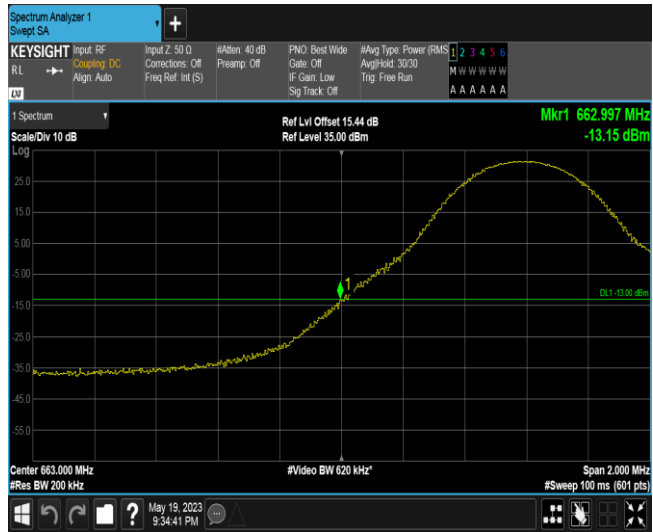 Spectrum Analyzer 1
Swept SA
+
KEYSIGHT
RL
LXI
Input: RF
Coupling: DC
Align: Auto
Input Z: 50 Ω
Corrections: Off
Freq Ref: Int (S)
#Atten: 40 dB
Preamp: Off
PNO: Best Wide
Gate: Off
IF Gain: Low
Sig Track: Off
#Avg Type: Power (RMS
Avg|Hold: 30/30
Trig: Free Run
1 2 3 4 5 6
M W W W W W
A A A A A A
1 Spectrum
Scale/Div 10 dB
Ref Lvl Offset 15.44 dB
Ref Level 35.00 dBm
Mkr1 662.997 MHz
-13.15 dBm
Log
25.0
15.0
5.00
-5.00
-15.0
-25.0
-35.0
-45.0
-55.0
1
DL1 -13.00 dBm
Center 663.000 MHz
#Res BW 200 kHz
#Video BW 620 kHz*
Span 2.000 MHz
#Sweep 100 ms (601 pts)
?
May 19, 2023
9:34:41 PM